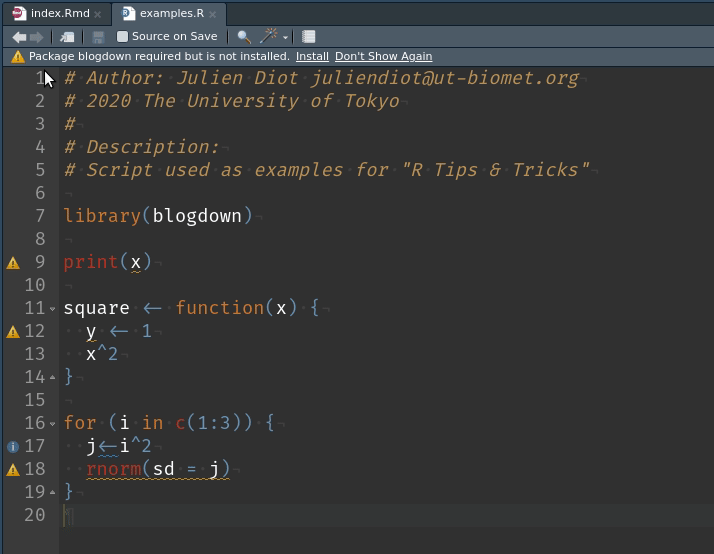 index.Rmd examples.R
Source on Save
Package blogdown required but is not installed. Install Don't Show Again
1 # Author: Julien Diot juliendiot@ut-biomet.org
2 # 2020 The University of Tokyo
3 #
4 # Description:
5 # Script used as examples for "R Tips & Tricks"
6
7 library(blogdown)
8
9 print(x)
10
11 square <- function(x) {
12   y <- 1
13   x^2
14 }
15
16 for (i in c(1:3)) {
17   j<-i^2
18   rnorm(sd = j)
19 }
20